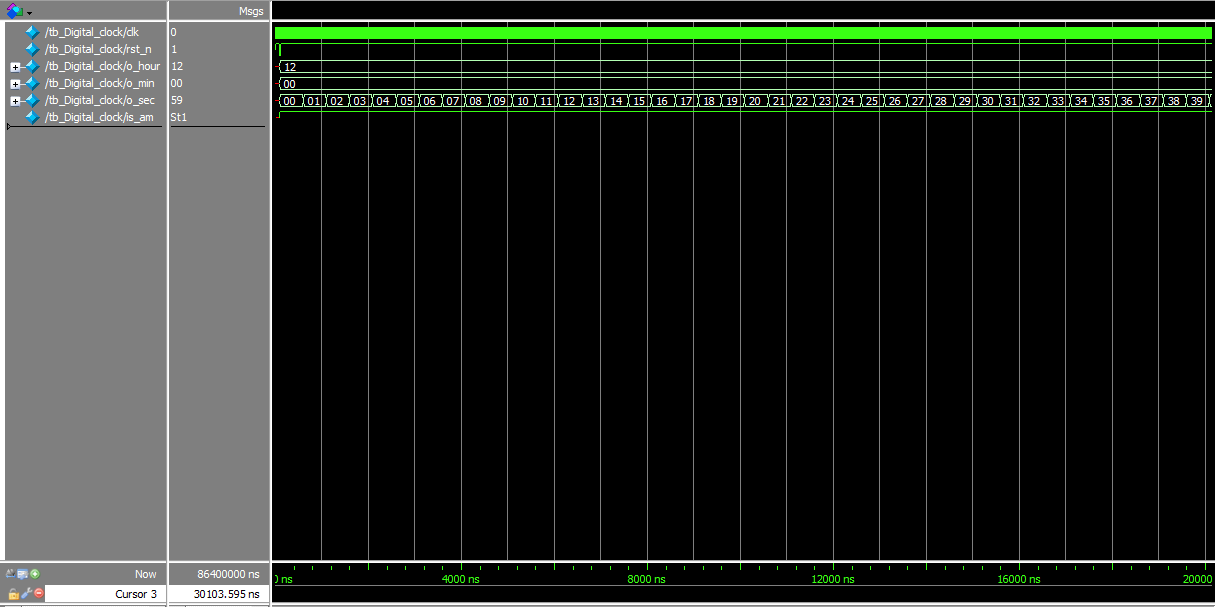 Msgs
/tb_Digital_clock/clk 0
/tb_Digital_clock/rst_n 1
/tb_Digital_clock/o_hour 12 12
/tb_Digital_clock/o_min 00 00
/tb_Digital_clock/o_sec 59 00 01 02 03 04 05 06 07 08 09 10 11 12 13 14 15 16 17 18 19 20 21 22 23 24 25 26 27 28 29 30 31 32 33 34 35 36 37 38 39
/tb_Digital_clock/is_am St1
Now 86400000 ns ns 4000 ns 8000 ns 12000 ns 16000 ns 20000
Cursor 3 30103.595 ns